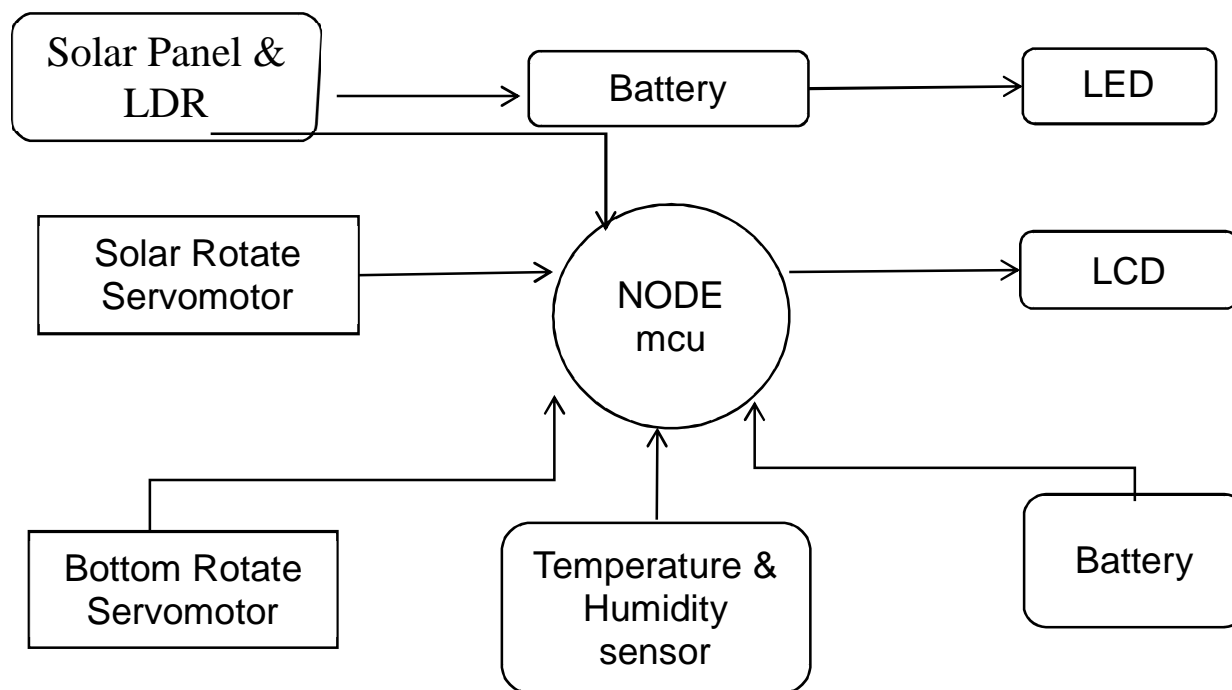 Solar Panel &
LDR
Battery
LED
Solar Rotate
Servomotor
NODE
mcu
LCD
Bottom Rotate
Servomotor
Temperature &
Humidity
sensor
Battery